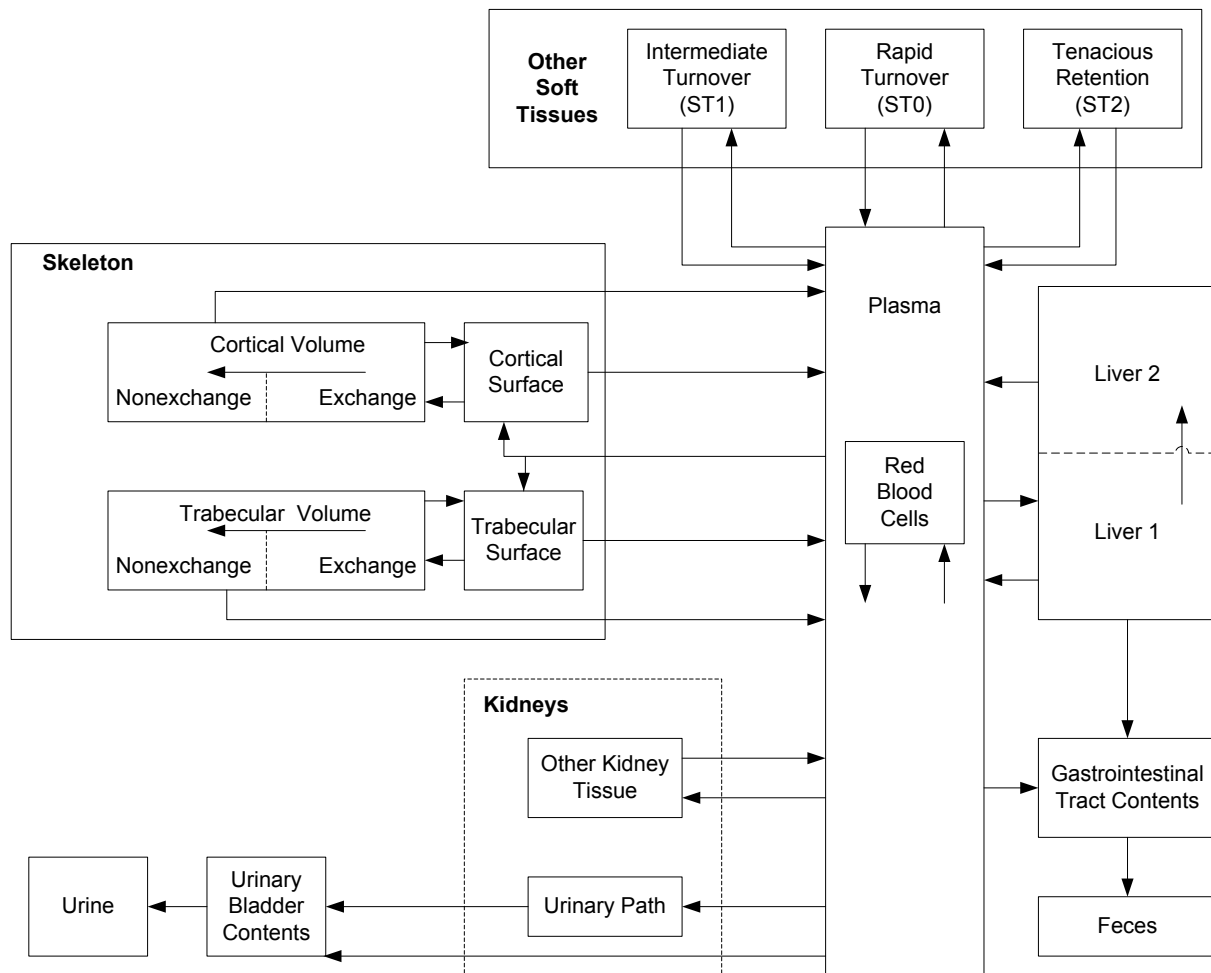 Other
Soft
Tissues
Intermediate
Turnover
(ST1)
Rapid
Turnover
(ST0)
Tenacious
Retention
(ST2)
Skeleton
Cortical Volume
Nonexchange
Exchange
Cortical
Surface
Trabecular Volume
Nonexchange
Exchange
Trabecular
Surface
Plasma
Red
Blood
Cells
Liver 2
Liver 1
Kidneys
Other Kidney
Tissue
Urinary Path
Urinary
Bladder
Contents
Urine
Gastrointestinal
Tract Contents
Feces